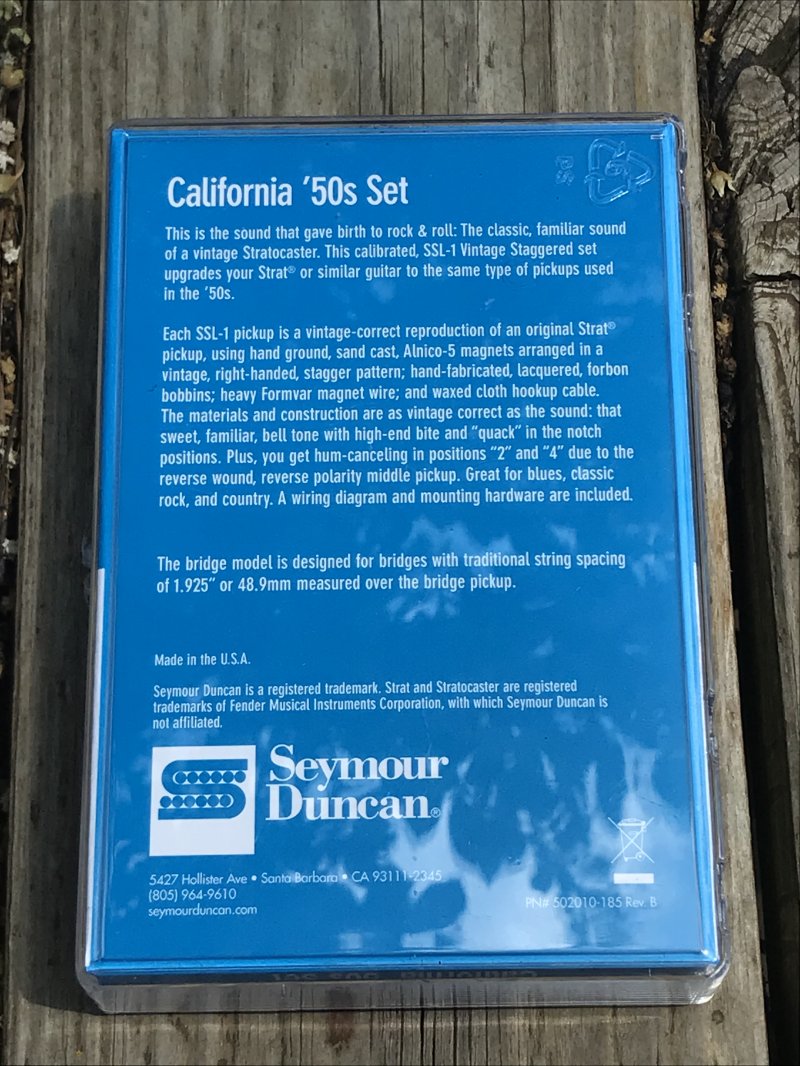 California '50s Set
This is the sound that gave birth to rock & roll: The classic, familiar sound
of a vintage Stratocaster. This calibrated, SSL-1 Vintage Staggered set
upgrades your Strat® or similar guitar to the same type of pickups used
in the '50s.
Each SSL-1 pickup is a vintage-correct reproduction of an original Strat®
pickup, using hand ground, sand cast, Alnico-5 magnets arranged in a
vintage, right-handed, stagger pattern; hand-fabricated, lacquered, forbon
bobbins; heavy Formvar magnet wire; and waxed cloth hookup cable.
The materials and construction are as vintage correct as the sound: that
sweet, familiar, bell tone with high-end bite and "quack" in the notch
positions. Plus, you get hum-canceling in positions "2" and "4" due to the
reverse wound, reverse polarity middle pickup. Great for blues, classic
rock, and country. A wiring diagram and mounting hardware are included.
The bridge model is designed for bridges with traditional string spacing
of 1.925" or 48.9mm measured over the bridge pickup.
Made in the U.S.A.
Seymour Duncan is a registered trademark. Strat and Stratocaster are registered
trademarks of Fender Musical Instruments Corporation, with which Seymour Duncan is
not affiliated.
Seymour
Duncan®
5427 Hollister Ave • Santa Barbara • CA 93111-2345
(805) 964-9610
seymourduncan.com
PN# 502010-185 Rev. B
California '50s Set